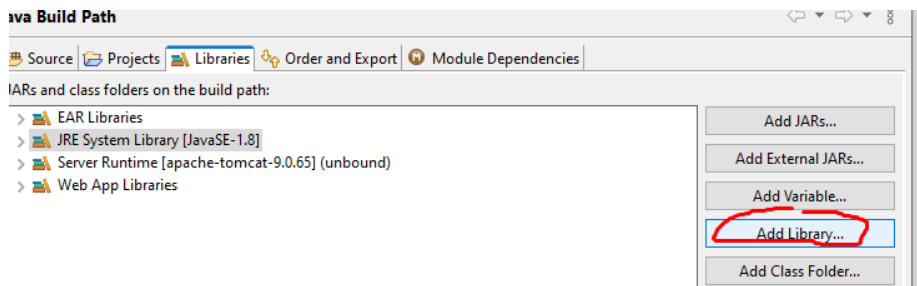 ava Build Path
Source Projects Libraries Order and Export Module Dependencies
JARs and class folders on the build path:
EAR Libraries
JRE System Library [JavaSE-1.8]
Server Runtime [apache-tomcat-9.0.65] (unbound)
Web App Libraries
Add JARs...
Add External JARs...
Add Variable...
Add Library...
Add Class Folder...